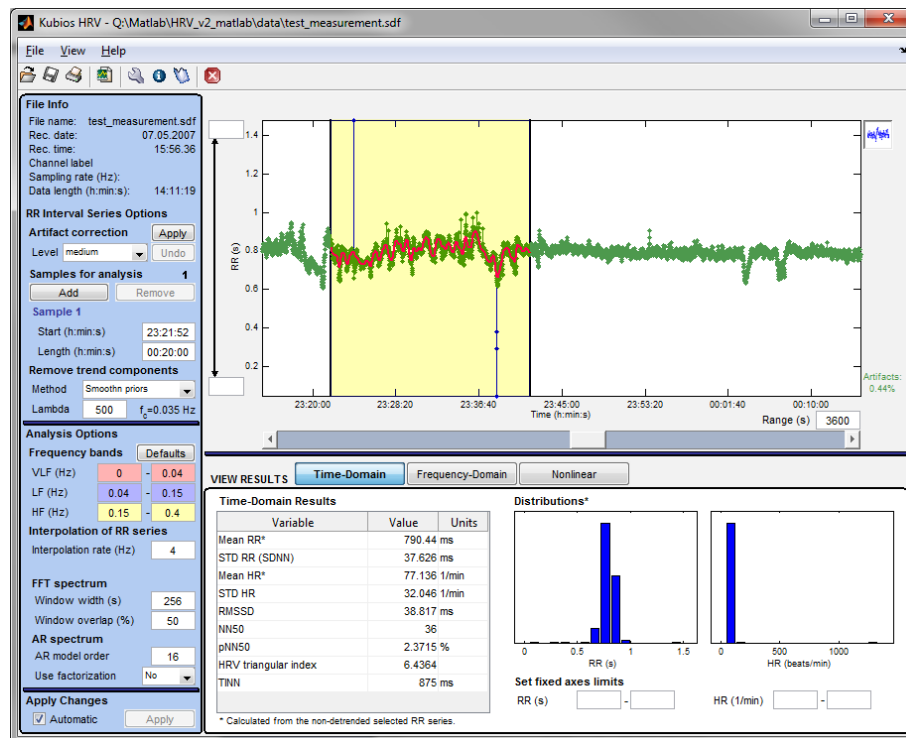 Kubios HRV - Q:\Matlab\HRV_v2_matlab\data\test_measurement.sdf
File View Help
File Info
File name: test_measurement.sdf
Rec. date: 07.05.2007
Rec. time: 15:56.36
Channel label
Sampling rate (Hz):
Data length (h:min:s): 14:11:19
RR Interval Series Options
Artifact correction Apply
Level medium Undo
Samples for analysis 1
Add Remove
Sample 1
Start (h:min:s) 23:21:52
Length (h:min:s) 00:20:00
Remove trend components
Method Smoothn priors
Lambda 500 fc=0.035 Hz
Analysis Options
Frequency bands Defaults
VLF (Hz) 0 - 0.04
LF (Hz) 0.04 - 0.15
HF (Hz) 0.15 - 0.4
Interpolation of RR series
Interpolation rate (Hz) 4
FFT spectrum
Window width (s) 256
Window overlap (%) 50
AR spectrum
AR model order 16
Use factorization No
Apply Changes
Automatic Apply
1.4
1.2
1
0.8
0.6
0.4
0.2
RR (s)
23:20:00 23:28:20 23:36:40 23:45:00 23:53:20 00:01:40 00:10:00
Time (h:min:s)
Artifacts:
0.44%
Range (s) 3600
VIEW RESULTS Time-Domain Frequency-Domain Nonlinear
Time-Domain Results
Variable Value Units
Mean RR* 790.44 ms
STD RR (SDNN) 37.626 ms
Mean HR* 77.136 1/min
STD HR 32.046 1/min
RMSSD 38.817 ms
NN50 36
pNN50 2.3715 %
HRV triangular index 6.4364
TINN 875 ms
* Calculated from the non-detrended selected RR series.
Distributions*
0 0.5 1 1.5
RR (s)
0 500 1000
HR (beats/min)
Set fixed axes limits
RR (s) - HR (1/min) -